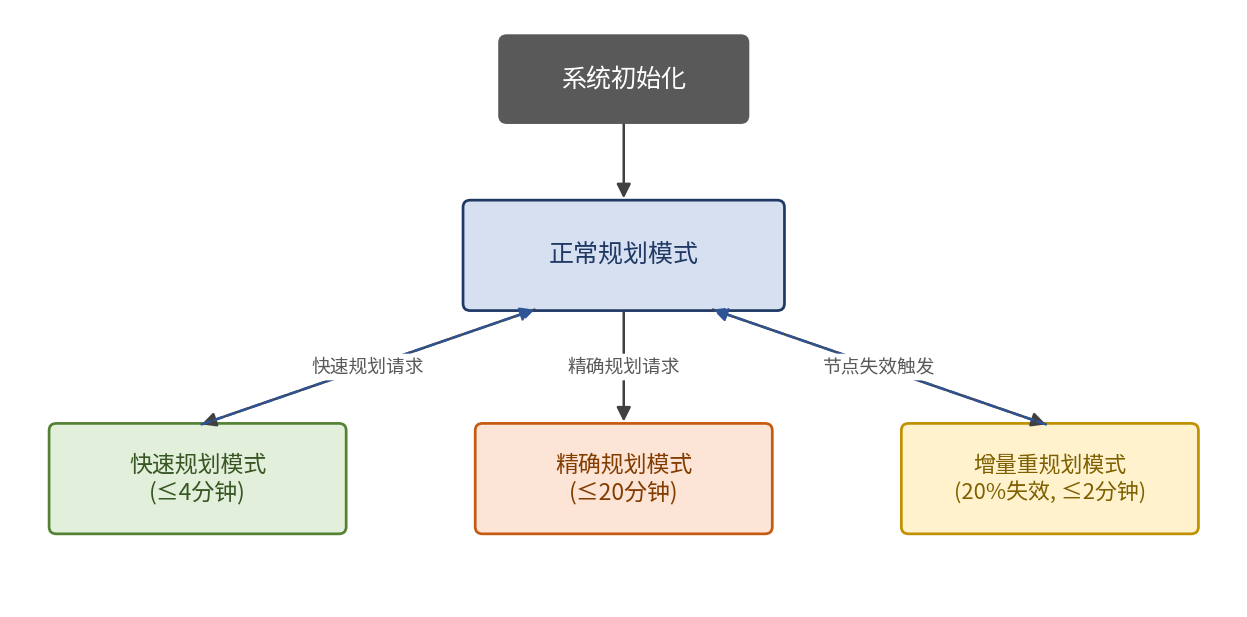 系统初始化
正常规划模式
快速规划请求
精确规划请求
节点失效触发
快速规划模式
(≤4分钟)
精确规划模式
(≤20分钟)
增量重规划模式
(20%失效, ≤2分钟)